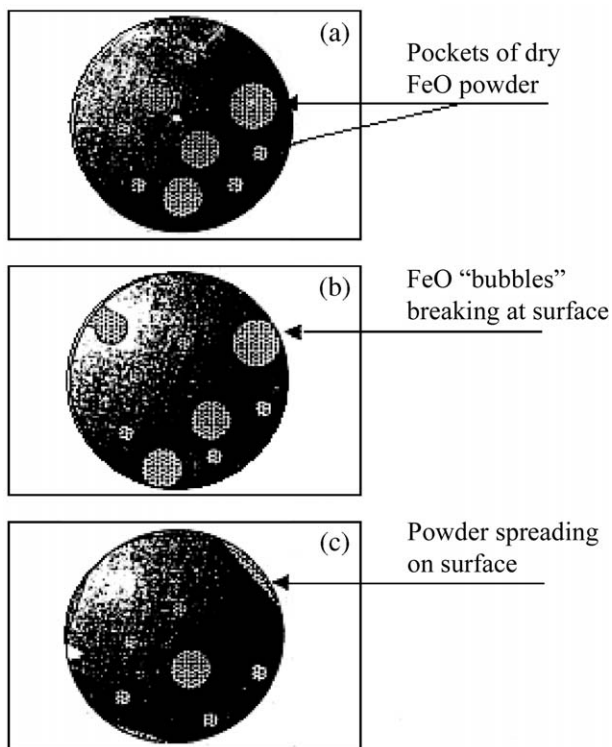 (a)
Pockets of dry
FeO powder
(b)
FeO “bubbles”
breaking at surface
(c)
Powder spreading
on surface